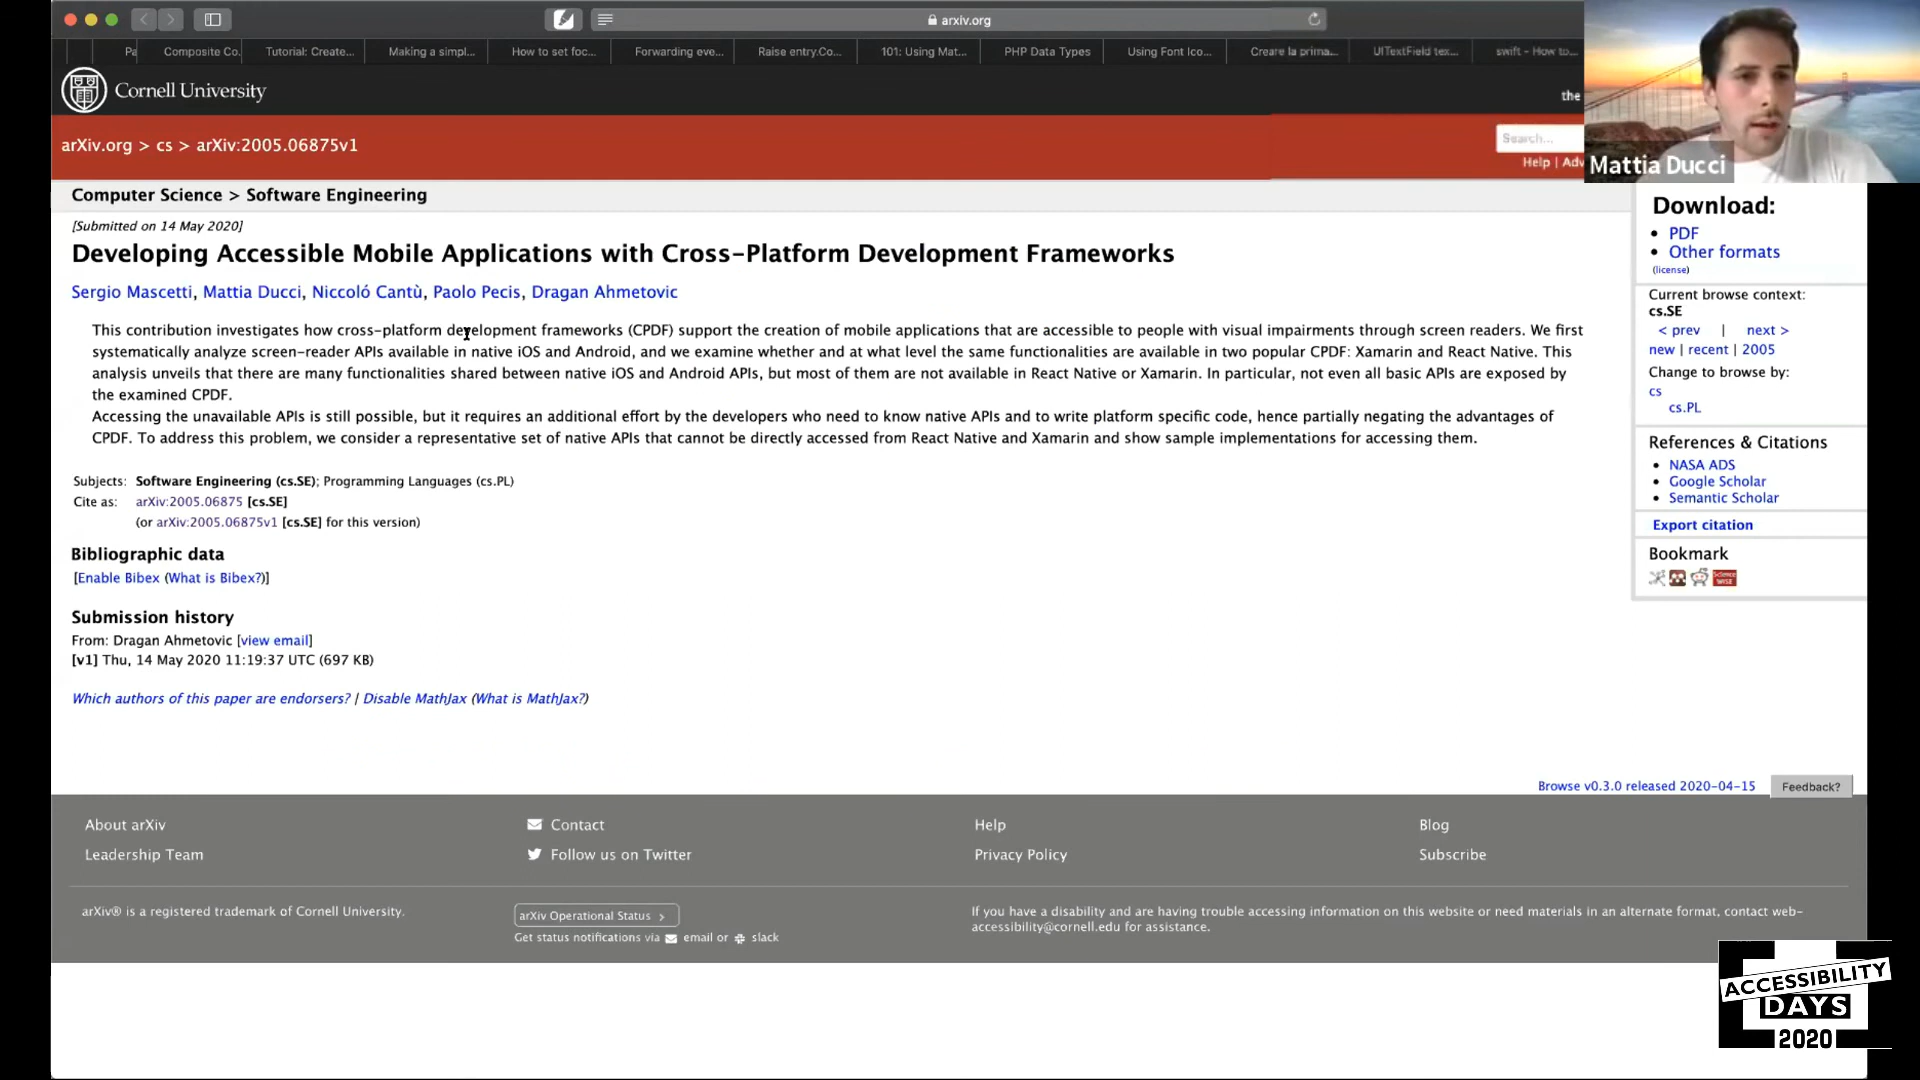 arxiv.org
Pa
Composite Co.
Tutorial: Create...
Making a simpl...
How to set foc...
Forwarding eve...
Raise entry.Co...
101: Using Mat...
PHP Data Types
Using Font Ico...
Creare la prima...
UITextField tex...
swift - How to...
Cornell University
the
arXiv.org > cs > arXiv:2005.06875v1
Search...
Help | Adv
Mattia Ducci
Computer Science > Software Engineering
[Submitted on 14 May 2020]
Developing Accessible Mobile Applications with Cross-Platform Development Frameworks
Sergio Mascetti, Mattia Ducci, Niccoló Cantù, Paolo Pecis, Dragan Ahmetovic
This contribution investigates how cross-platform development frameworks (CPDF) support the creation of mobile applications that are accessible to people with visual impairments through screen readers. We first
systematically analyze screen-reader APIs available in native iOS and Android, and we examine whether and at what level the same functionalities are available in two popular CPDF: Xamarin and React Native. This
analysis unveils that there are many functionalities shared between native iOS and Android APIs, but most of them are not available in React Native or Xamarin. In particular, not even all basic APIs are exposed by
the examined CPDF.
Accessing the unavailable APIs is still possible, but it requires an additional effort by the developers who need to know native APIs and to write platform specific code, hence partially negating the advantages of
CPDF. To address this problem, we consider a representative set of native APIs that cannot be directly accessed from React Native and Xamarin and show sample implementations for accessing them.
Subjects: Software Engineering (cs.SE); Programming Languages (cs.PL)
Cite as: arXiv:2005.06875 [cs.SE]
(or arXiv:2005.06875v1 [cs.SE] for this version)
Bibliographic data
[Enable Bibex (What is Bibex?)]
Submission history
From: Dragan Ahmetovic [view email]
[v1] Thu, 14 May 2020 11:19:37 UTC (697 KB)
Which authors of this paper are endorsers? | Disable MathJax (What is MathJax?)
Download:
PDF
Other formats
(license)
Current browse context:
cs.SE
< prev | next >
new | recent | 2005
Change to browse by:
cs
cs.PL
References & Citations
NASA ADS
Google Scholar
Semantic Scholar
Export citation
Bookmark
Science
WISE
Browse v0.3.0 released 2020-04-15
Feedback?
About arXiv
Leadership Team
Contact
Follow us on Twitter
Help
Privacy Policy
Blog
Subscribe
arXiv® is a registered trademark of Cornell University.
arXiv Operational Status >
Get status notifications via email or slack
If you have a disability and are having trouble accessing information on this website or need materials in an alternate format, contact web-
accessibility@cornell.edu for assistance.
ACCESSIBILITY
DAYS
2020